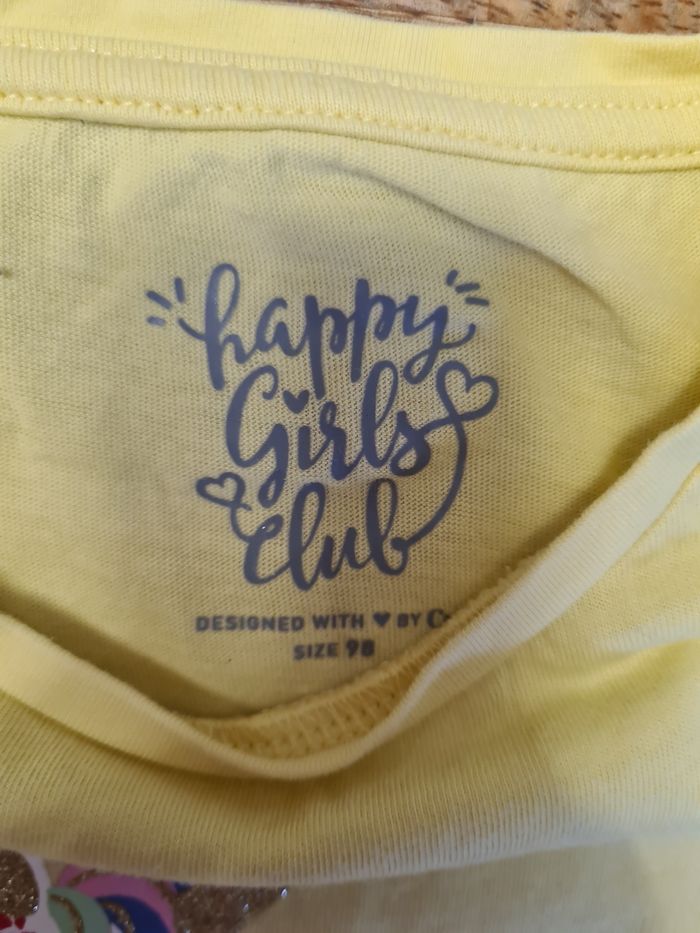 happy
Girls
Club
DESIGNED WITH ♥ BY
SIZE 98